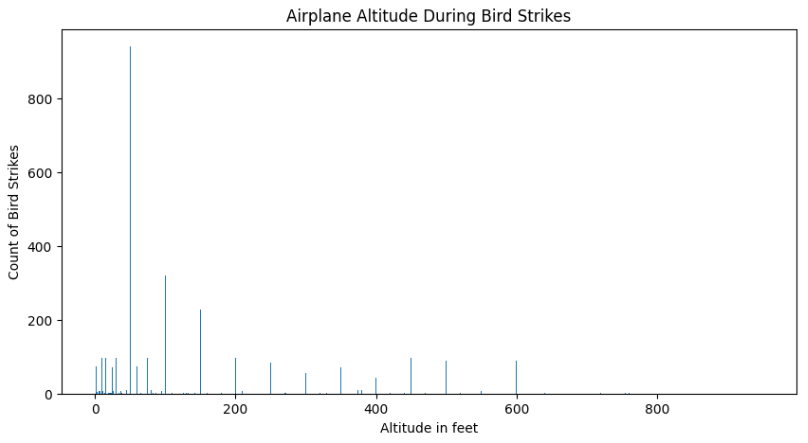 Airplane Altitude During Bird Strikes
Count of Bird Strikes
800
600
400
200
0
0 200 400 600 800
Altitude in feet